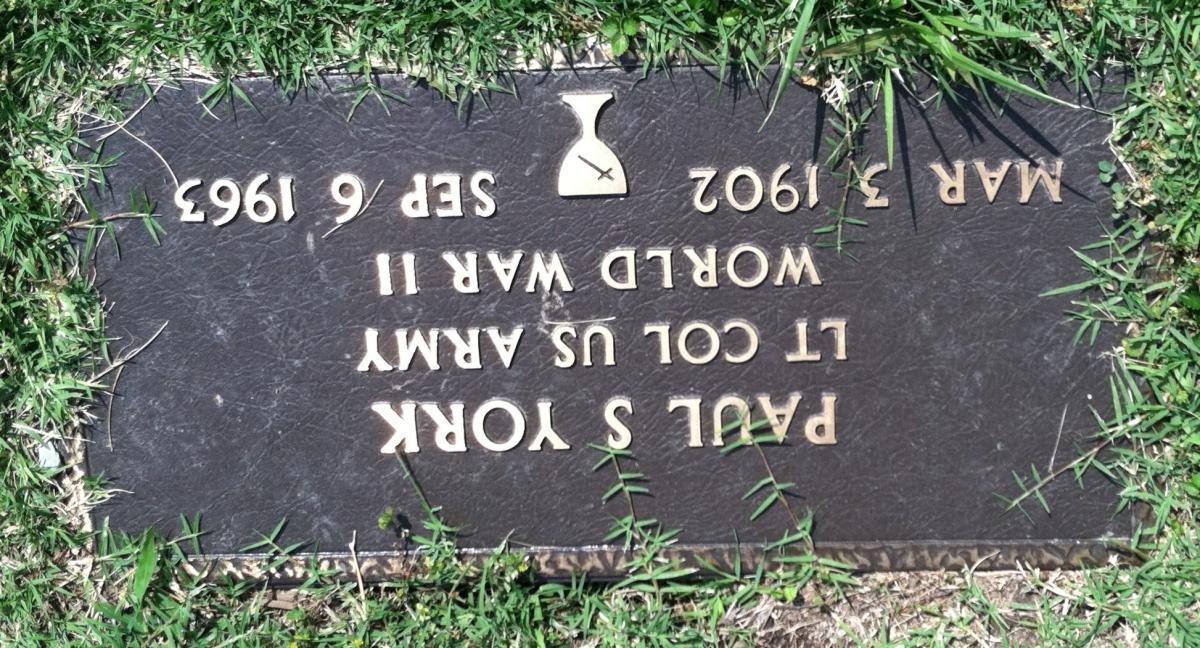 PAUL S YORK
LT COL US ARMY
WORLD WAR II
MAR 3 1902 SEP 6 1963